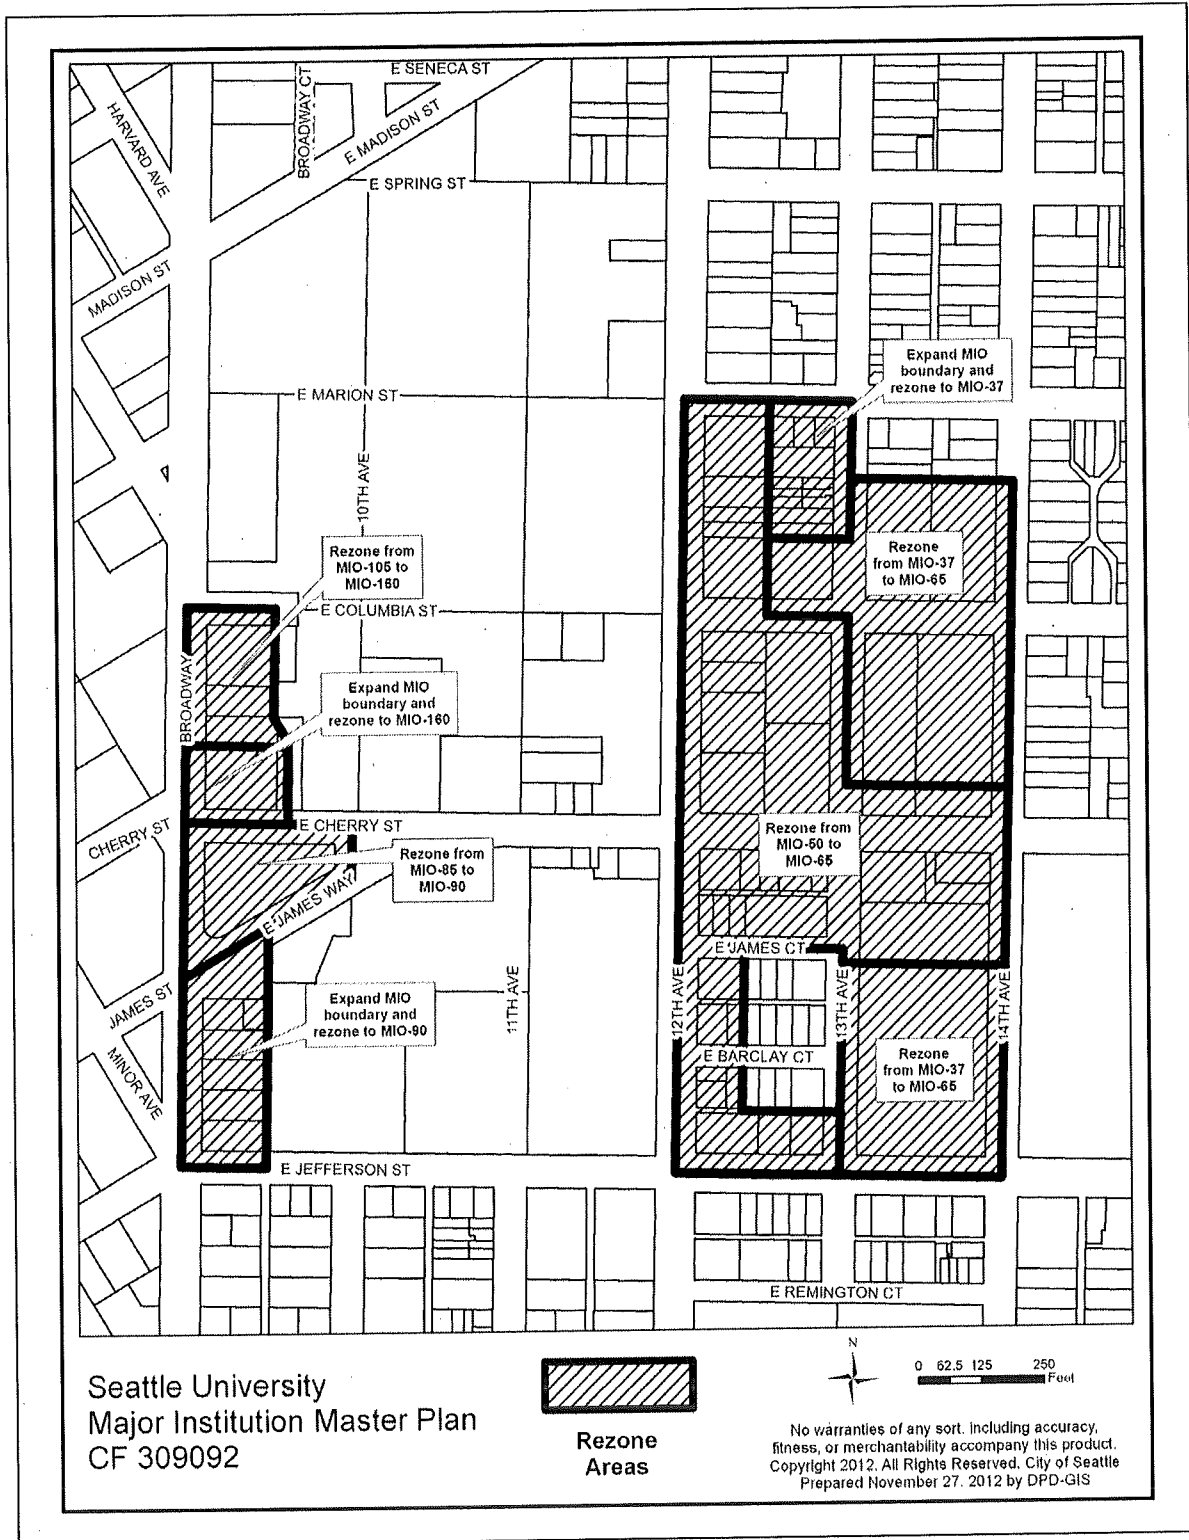 E SENECA ST
BROADWAY CT
HARVARD AVE
E MADISON ST
E SPRING ST
MADISON ST
Expand MIO
boundary and
rezone to MIO-37
E MARION ST
10TH AVE
Rezone from
MIO-105 to
MIO-160
Rezone
from MIO-37
to MIO-65
E COLUMBIA ST
BROADWAY
Expand MIO
boundary and
rezone to MIO-160
E CHERRY ST
CHERRY ST
Rezone from
MIO-50 to
MIO-65
Rezone from
MIO-85 to
MIO-90
E JAMES WAY
E JAMES CT
JAMES ST
Expand MIO
boundary and
rezone to MIO-90
11TH AVE
12TH AVE
13TH AVE
14TH AVE
MINOR AVE
E BARCLAY CT
Rezone
from MIO-37
to MIO-65
E JEFFERSON ST
E REMINGTON CT
Seattle University
Major Institution Master Plan
CF 309092
Rezone
Areas
N
0 62.5 125 250
Feet
No warranties of any sort. Including accuracy,
fitness, or merchantability accompany this product.
Copyright 2012. All Rights Reserved. City of Seattle
Prepared November 27. 2012 by DPD-GIS